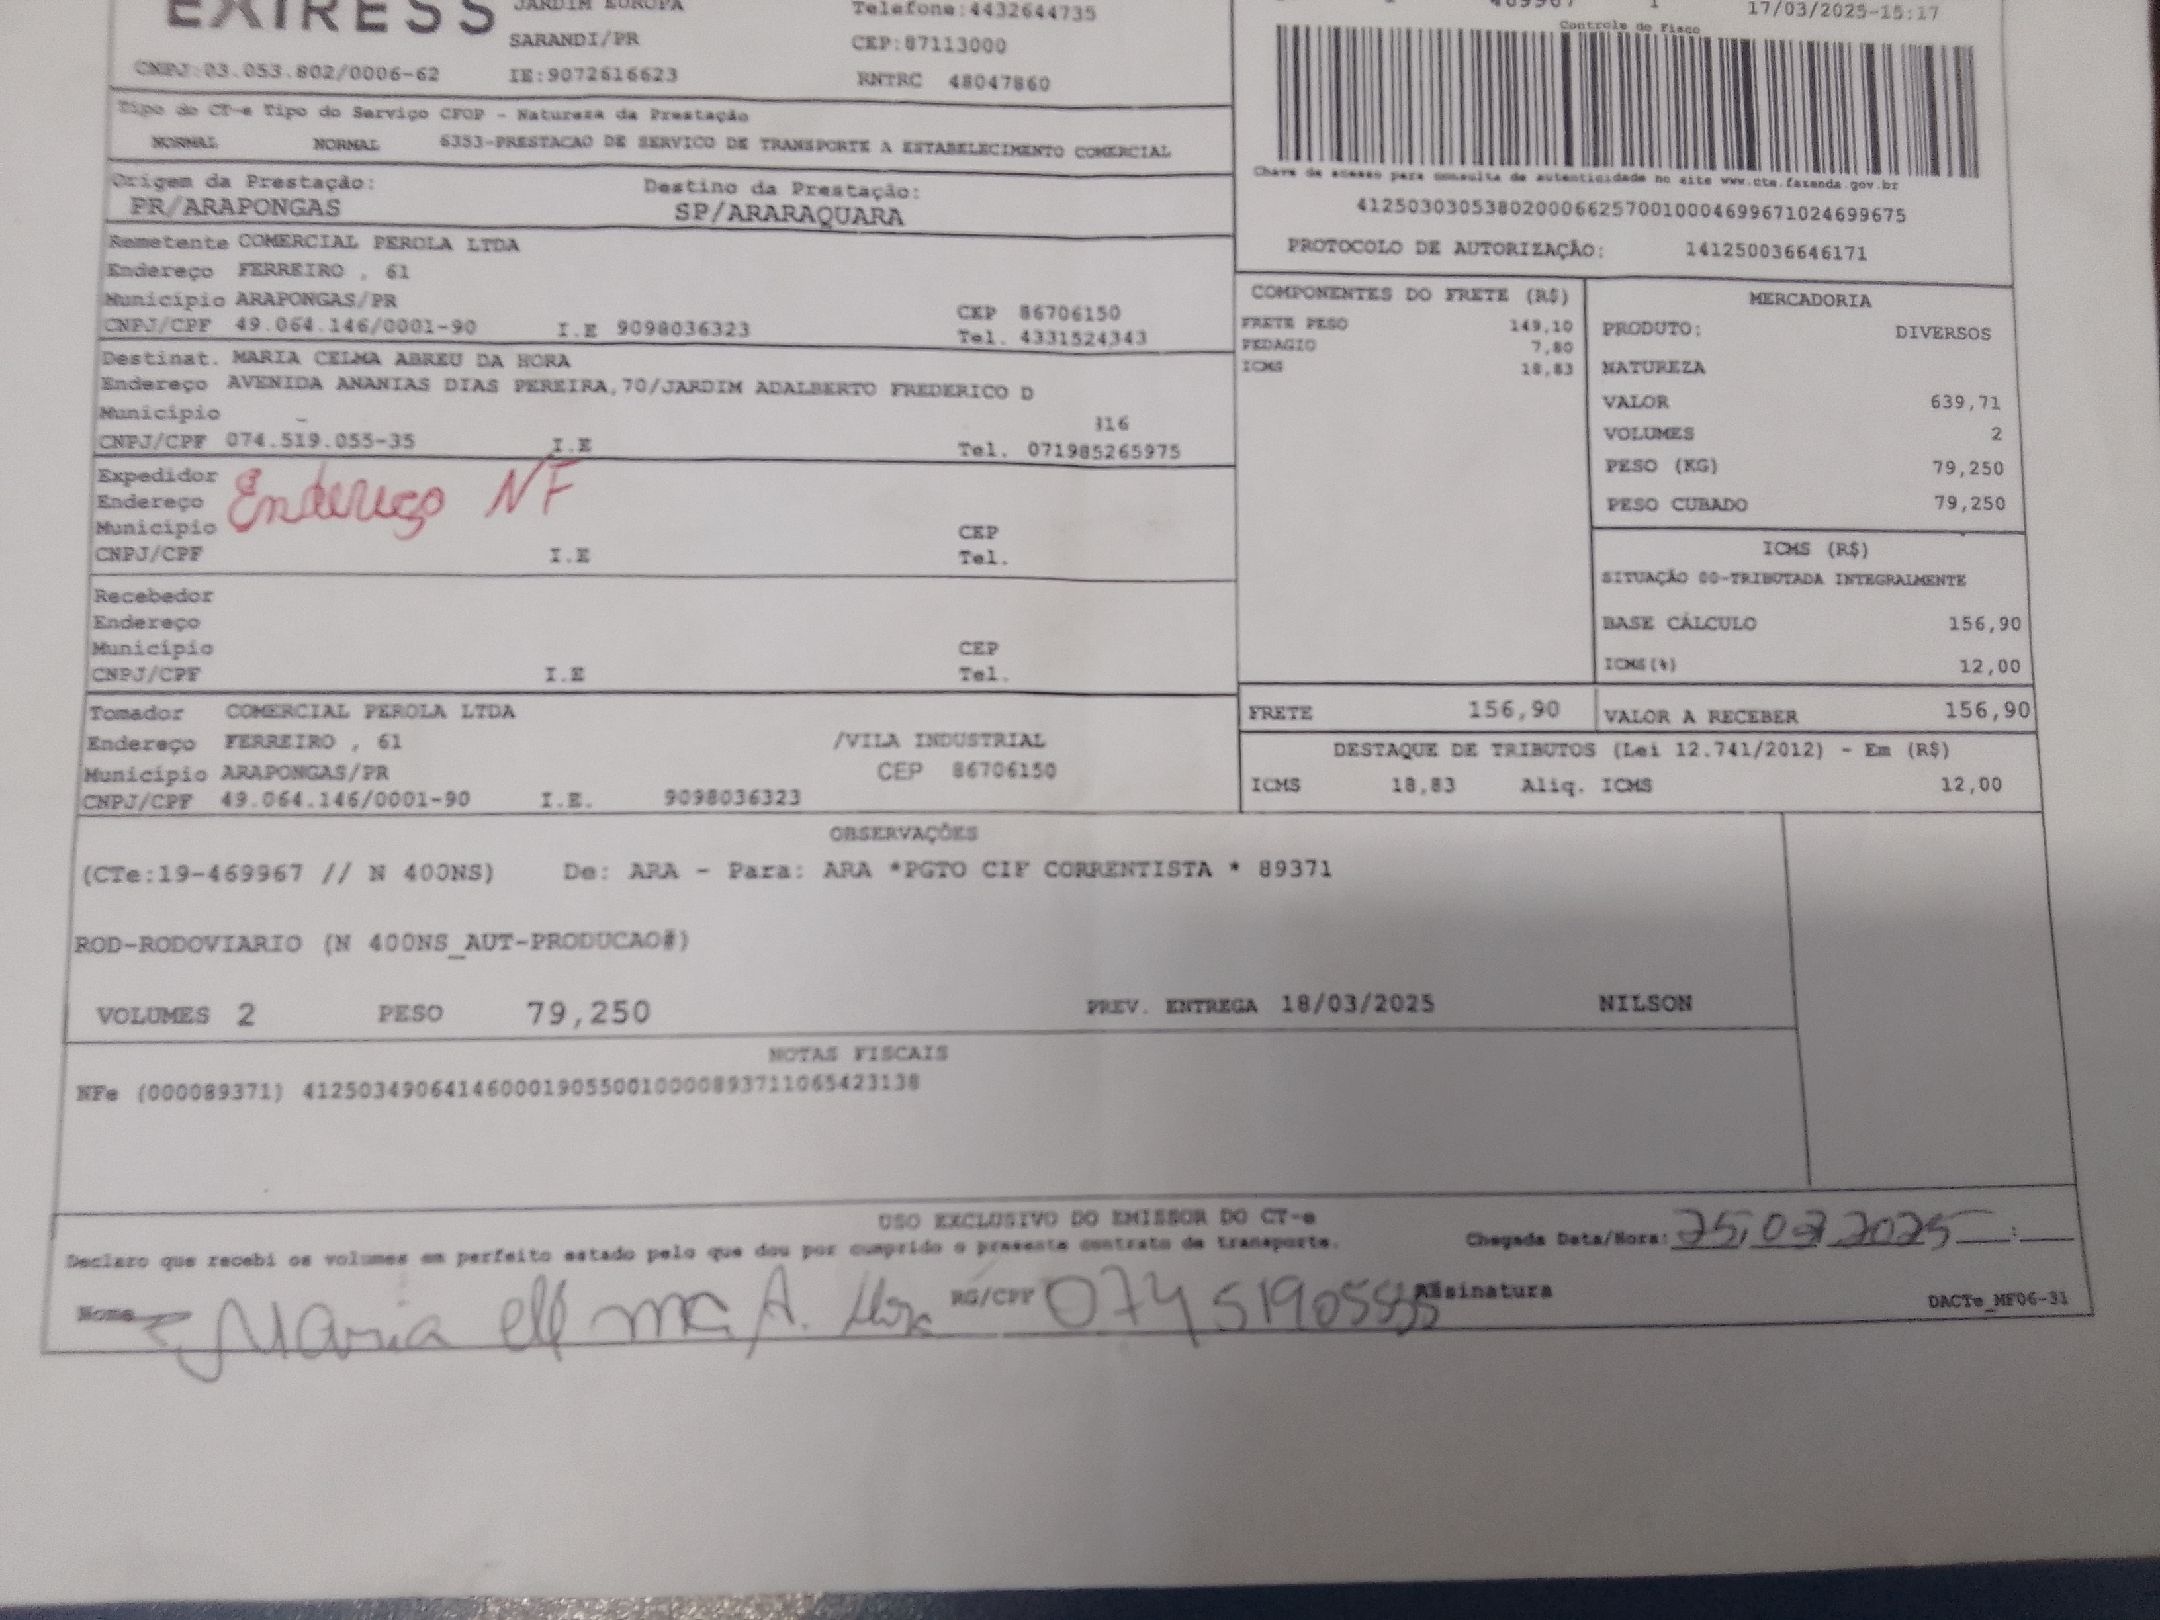 EXPRESS
JARDIM EUROPA
Telefone:4432644735
SARANDI/PR
CEP:87113000
CNPJ:03.053.802/0006-62 IE:9072616623 RNTRC 48047860
469967 1 17/03/2025-15:17
Controle do Fisco
Tipo do CT-e Tipo do Serviço CFOP - Natureza da Prestação
NORMAL NORMAL 6353-PRESTACAO DE SERVICO DE TRANSPORTE A ESTABELECIMENTO COMERCIAL
Chave de acesso para consulta de autenticidade no site www.cte.fazenda.gov.br
41250303053802000662570010004699671024699675
PROTOCOLO DE AUTORIZAÇÃO: 141250036646171
Origem da Prestação: Destino da Prestação:
PR/ARAPONGAS SP/ARARAQUARA
Remetente COMERCIAL PEROLA LTDA
Endereço FERREIRO , 61
Município ARAPONGAS/PR CEP 86706150
CNPJ/CPF 49.064.146/0001-90 I.E 9098036323 Tel. 4331524343
Destinat. MARIA CELMA ABREU DA HORA
Endereço AVENIDA ANANIAS DIAS PEREIRA,70/JARDIM ADALBERTO FREDERICO D
Município 316
CNPJ/CPF 074.519.055-35 I.E Tel. 071985265975
Expedidor
Endereço
Endereço NF
Município CEP
CNPJ/CPF I.E Tel.
Recebedor
Endereço
Município CEP
CNPJ/CPF I.E Tel.
Tomador COMERCIAL PEROLA LTDA
Endereço FERREIRO , 61 /VILA INDUSTRIAL
Município ARAPONGAS/PR CEP 86706150
CNPJ/CPF 49.064.146/0001-90 I.E. 9098036323
COMPONENTES DO FRETE (R$)
FRETE PESO 149,10
PEDAGIO 7,80
ICMS 18,83
MERCADORIA
PRODUTO: DIVERSOS
NATUREZA
VALOR 639,71
VOLUMES 2
PESO (KG) 79,250
PESO CUBADO 79,250
ICMS (R$)
SITUAÇÃO 00-TRIBUTADA INTEGRALMENTE
BASE CÁLCULO 156,90
ICMS(%) 12,00
FRETE 156,90 VALOR A RECEBER 156,90
DESTAQUE DE TRIBUTOS (Lei 12.741/2012) - Em (R$)
ICMS 18,83 Aliq. ICMS 12,00
OBSERVAÇÕES
(CTe:19-469967 // N 400NS) De: ARA - Para: ARA *PGTO CIF CORRENTISTA * 89371
ROD-RODOVIARIO (N 400NS_AUT-PRODUCAO#)
VOLUMES 2 PESO 79,250 PREV. ENTREGA 18/03/2025 NILSON
NOTAS FISCAIS
NFe (000089371) 41250349064146000190550010000893711065423138
USO EXCLUSIVO DO EMISSOR DO CT-e
Declaro que recebi os volumes em perfeito estado pelo que dou por cumprido o presente contrato de transporte. Chegada Data/Hora: 25,03 2025 __:__
Nome Maria A. RG/CPF 07451905535 Assinatura DACTe_MF06-31